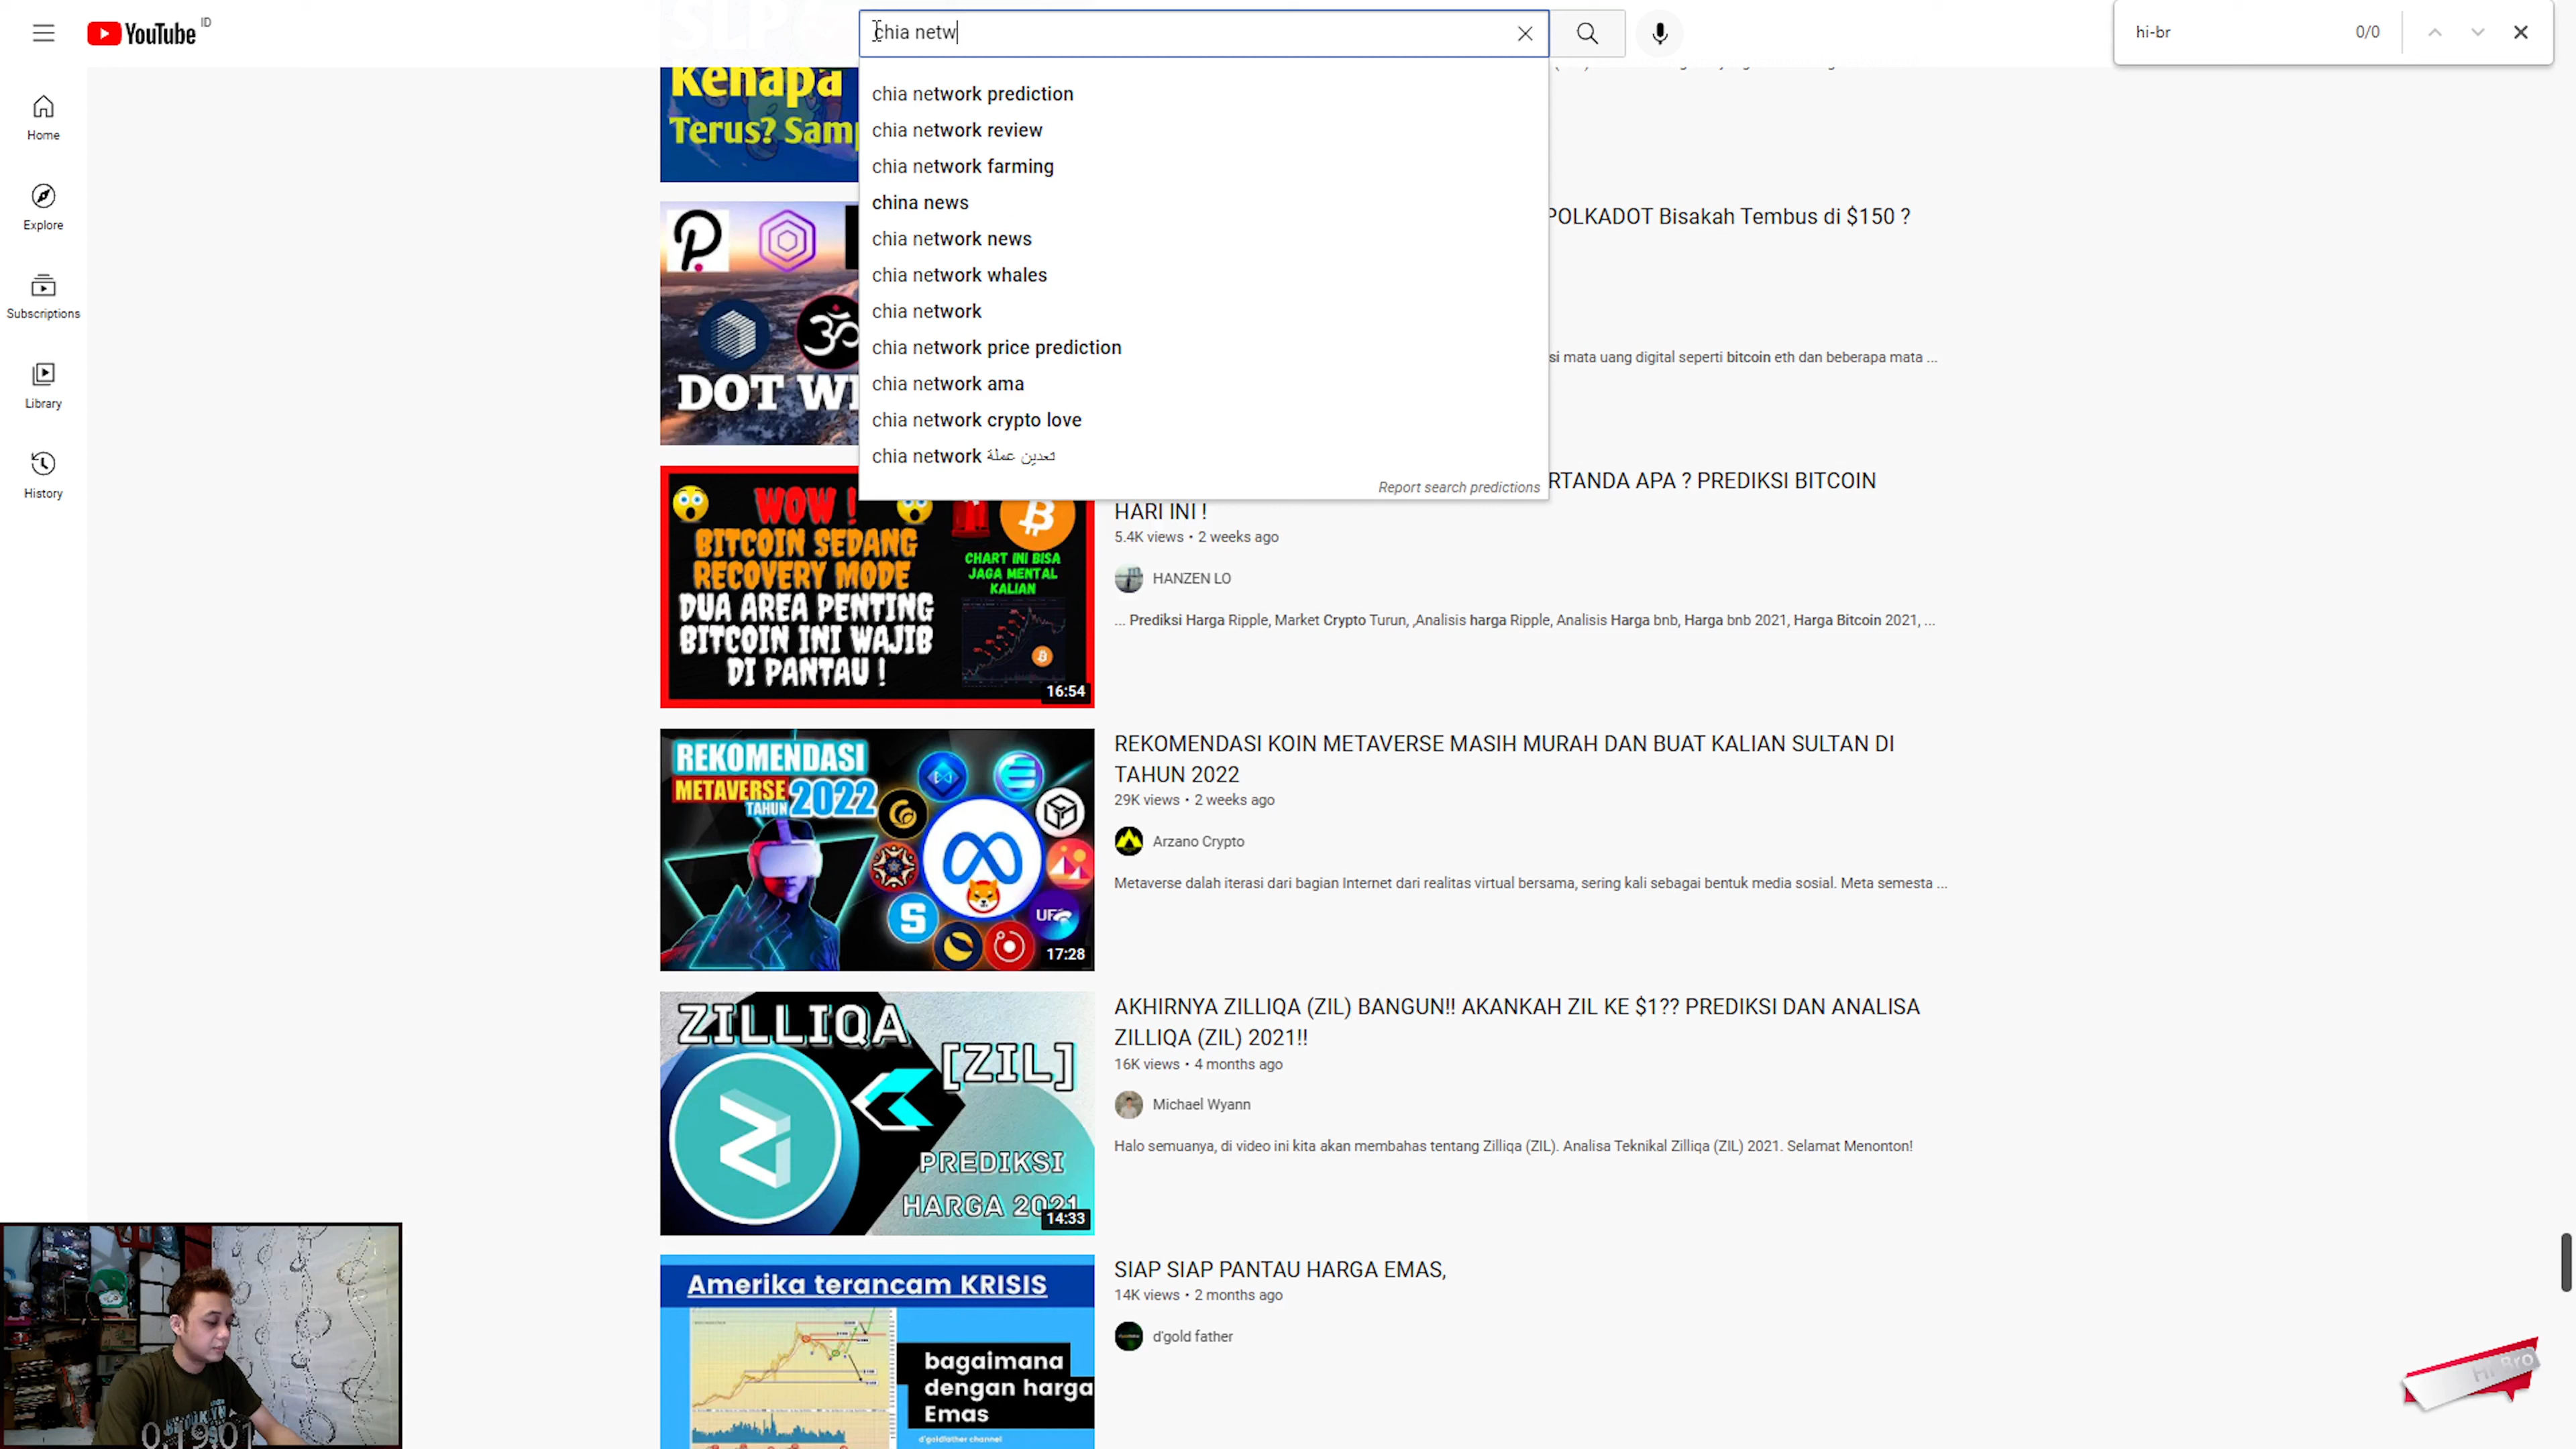 YouTube ID
chia netw
hi-br
0/0
Home
Explore
Subscriptions
Library
History
chia network prediction
chia network review
chia network farming
china news
chia network news
chia network whales
chia network
chia network price prediction
chia network ama
chia network crypto love
chia network تعدين عملة
Report search predictions
SLP
Kenapa
Terus?
POLKADOT Bisakah Tembus di $150 ?
si mata uang digital seperti bitcoin eth dan beberapa mata ...
DOT
WOW !
BITCOIN SEDANG
RECOVERY MODE
DUA AREA PENTING
BITCOIN INI WAJIB
DI PANTAU !
CHART INI BISA
JAGA MENTAL
KALIAN
16:54
RTANDA APA ? PREDIKSI BITCOIN
HARI INI !
5.4K views • 2 weeks ago
HANZEN LO
... Prediksi Harga Ripple, Market Crypto Turun, ,Analisis harga Ripple, Analisis Harga bnb, Harga bnb 2021, Harga Bitcoin 2021, ...
REKOMENDASI
METAVERSE
TAHUN 2022
UF
17:28
REKOMENDASI KOIN METAVERSE MASIH MURAH DAN BUAT KALIAN SULTAN DI
TAHUN 2022
29K views • 2 weeks ago
Arzano Crypto
Metaverse dalah iterasi dari bagian Internet dari realitas virtual bersama, sering kali sebagai bentuk media sosial. Meta semesta ...
ZILLIQA
[ZIL]
PREDIKSI
HARGA 2021
14:33
AKHIRNYA ZILLIQA (ZIL) BANGUN!! AKANKAH ZIL KE $1?? PREDIKSI DAN ANALISA
ZILLIQA (ZIL) 2021!!
16K views • 4 months ago
Michael Wyann
Halo semuanya, di video ini kita akan membahas tentang Zilliqa (ZIL). Analisa Teknikal Zilliqa (ZIL) 2021. Selamat Menonton!
Amerika terancam KRISIS
bagaimana
dengan harga
Emas
d'goldfather channel
SIAP SIAP PANTAU HARGA EMAS,
14K views • 2 months ago
d'gold father
0:19:01
Hi Bro